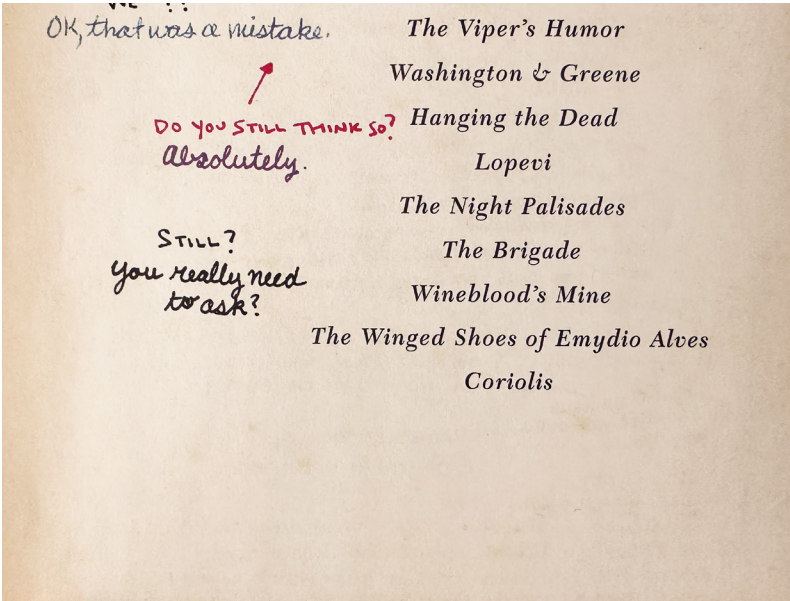 OK, that was a mistake.
DO YOU STILL THINK SO?
Absolutely.
STILL?
You really need
to ask?
The Viper's Humor
Washington & Greene
Hanging the Dead
Lopevi
The Night Palisades
The Brigade
Wineblood's Mine
The Winged Shoes of Emydio Alves
Coriolis